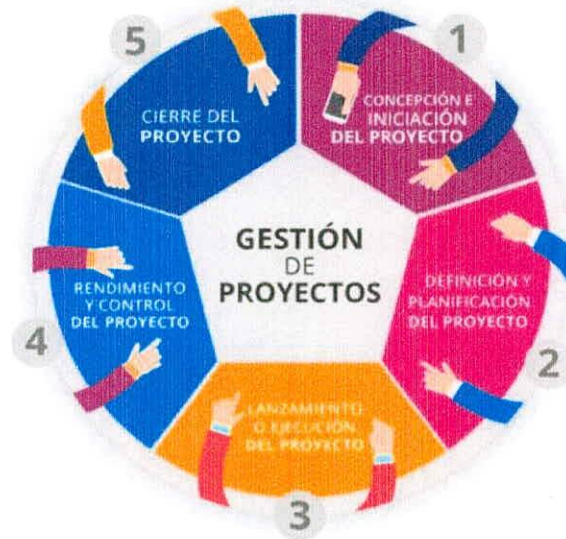 GESTIÓN
DE
PROYECTOS
1
CONCEPCIÓN E
INICIACIÓN
DEL PROYECTO
2
DEFINICIÓN Y
PLANIFICACIÓN
DEL PROYECTO
3
LANZAMIENTO
O EJECUCIÓN
DEL PROYECTO
4
RENDIMIENTO
Y CONTROL
DEL PROYECTO
5
CIERRE DEL
PROYECTO